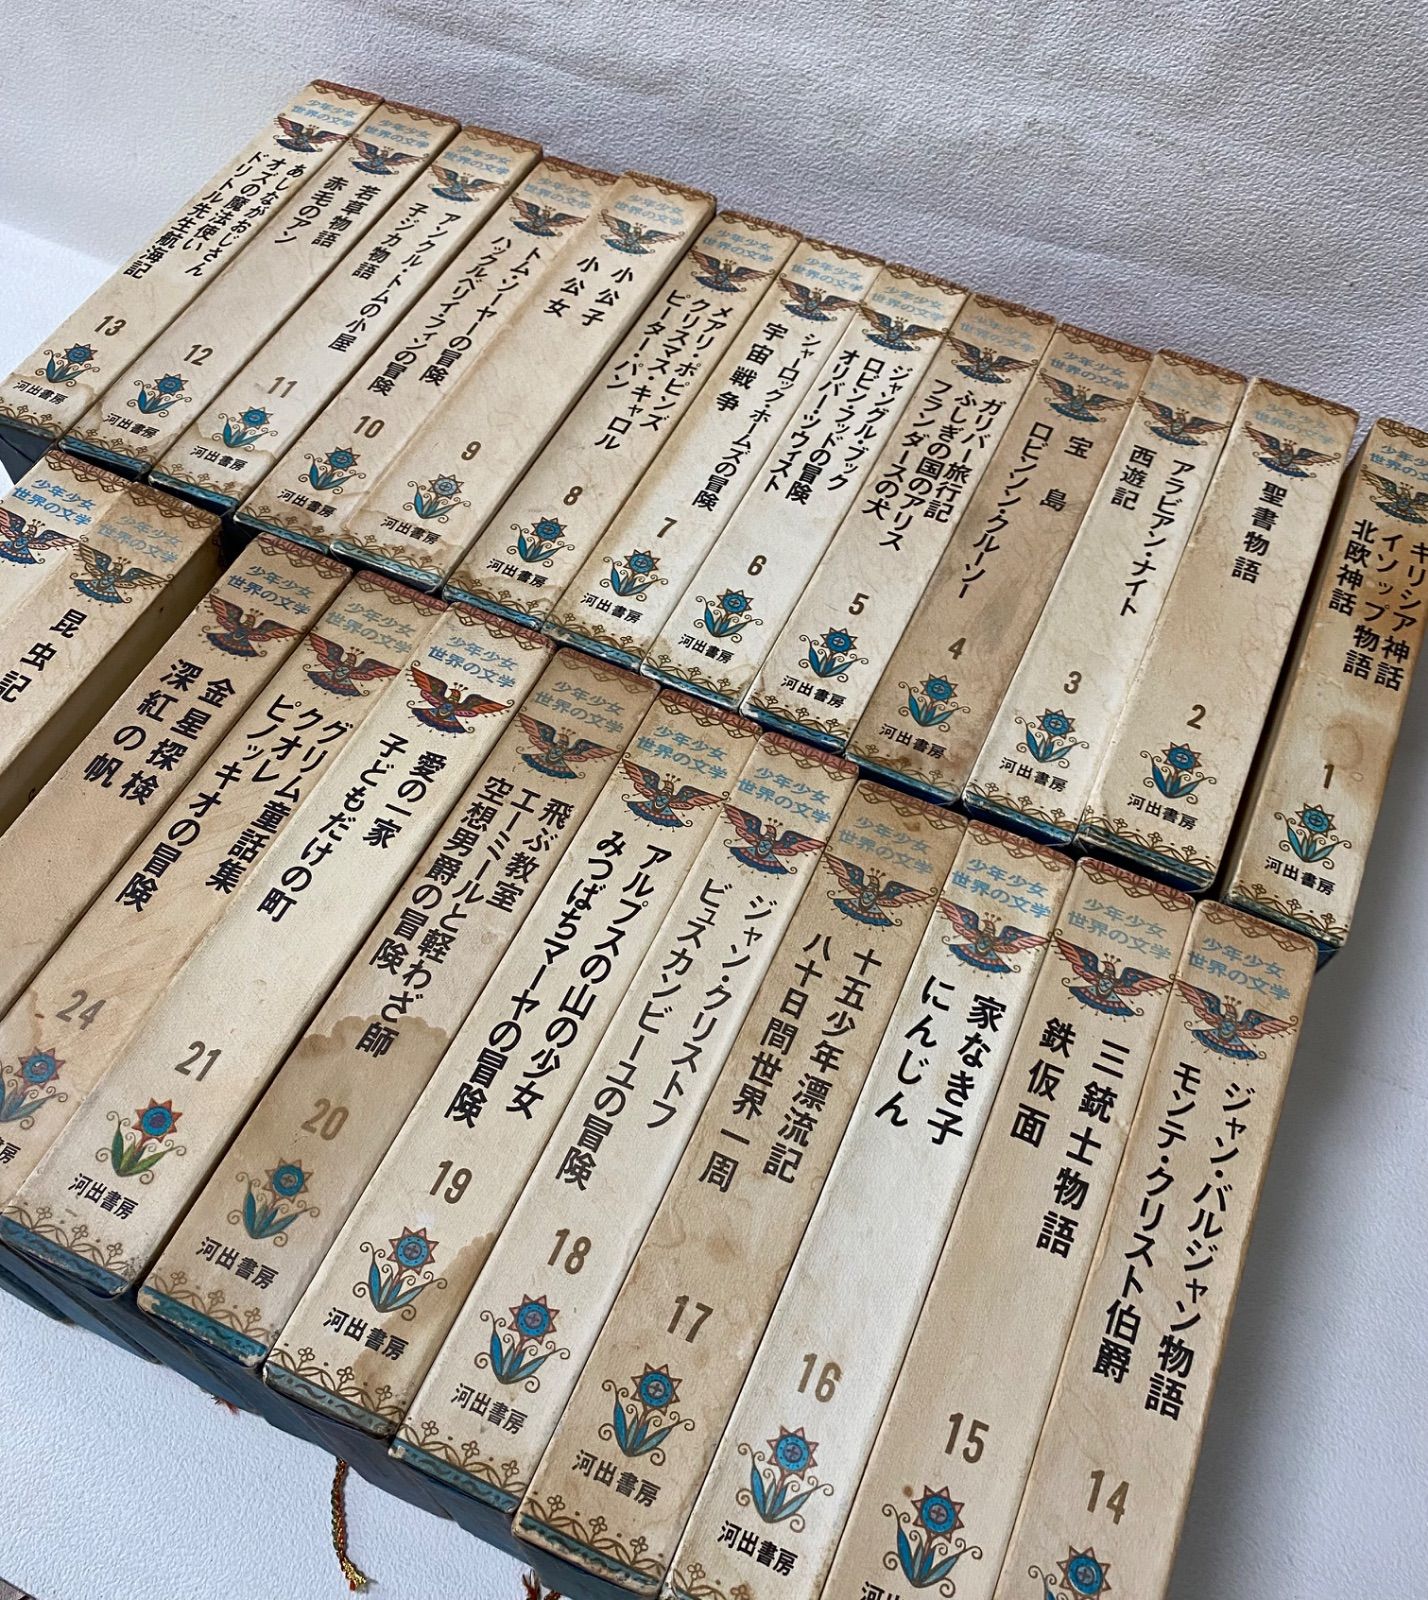 少年少女
世界の文学
あしながおじさん
オズの魔法使い
ドリトル先生航海記
13
河出書房
少年少女
世界の文学
若草物語
赤毛のアン
12
河出書房
少年少女
世界の文学
アンクル・トムの小屋
子ジカ物語
11
河出書房
少年少女
世界の文学
トム・ソーヤーの冒険
ハックルベリイ・フィンの冒険
10
河出書房
少年少女
世界の文学
小公子
小公女
9
河出書房
少年少女
世界の文学
メアリ・ポピンズ
クリスマス・キャロル
ピーター・パン
8
河出書房
少年少女
世界の文学
シャーロック・ホームズの冒険
宇宙戦争
7
河出書房
少年少女
世界の文学
ジャングル・ブック
ロビンフッドの冒険
オリバー・ツウィスト
6
河出書房
少年少女
世界の文学
ガリバー旅行記
ふしぎの国のアリス
フランダースの犬
5
河出書房
少年少女
世界の文学
宝島
ロビンソン・クルーソー
4
河出書房
少年少女
世界の文学
アラビアン・ナイト
西遊記
3
河出書房
少年少女
世界の文学
聖書物語
2
河出書房
少年少女
世界の文学
ギリシア神話
イソップ物語
北欧神話
1
河出書房
少年少女
世界の文学
少年少女
世界の文学
昆虫記
少年少女
世界の文学
金星探検
深紅の帆
24
書房
少年少女
世界の文学
グリム童話集
クオレ
ピノッキオの冒険
21
河出書房
少年少女
世界の文学
愛の一家
子どもだけの町
20
河出書房
少年少女
世界の文学
飛ぶ教室
エーミールと軽わざ師
空想男爵の冒険
19
河出書房
少年少女
世界の文学
アルプスの山の少女
みつばちマーヤの冒険
18
河出書房
少年少女
世界の文学
ジャン・クリストフ
ビュスカンビーユの冒険
17
河出書房
少年少女
世界の文学
十五少年漂流記
八十日間世界一周
16
河出書房
少年少女
世界の文学
家なき子
にんじん
15
河出
少年少女
世界の文学
三銃士物語
鉄仮面
14
少年少女
世界の文学
ジャン・バルジャン物語
モンテ・クリスト伯爵